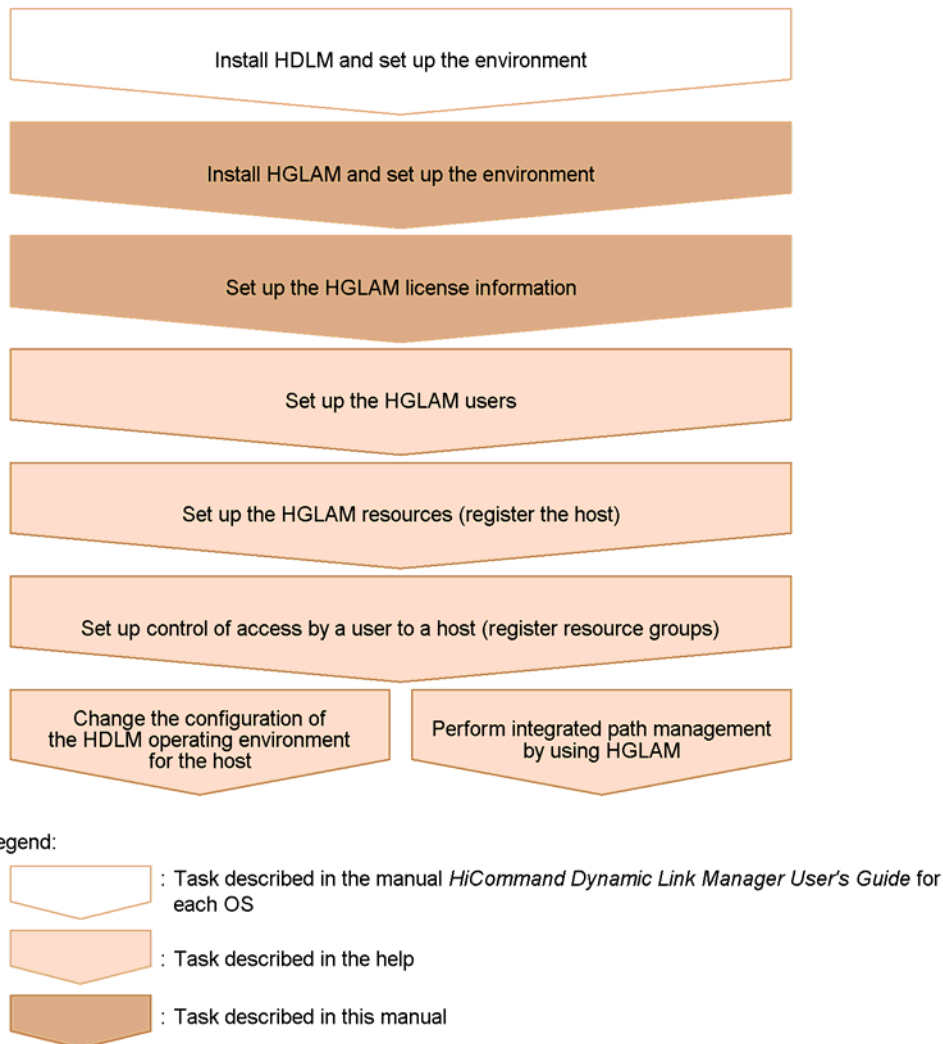 Install HDLM and set up the environment
Install HGLAM and set up the environment
Set up the HGLAM license information
Set up the HGLAM users
Set up the HGLAM resources (register the host)
Set up control of access by a user to a host (register resource groups)
Change the configuration of
the HDLM operating environment
for the host
Perform integrated path management
by using HGLAM
egend:
: Task described in the manual HiCommand Dynamic Link Manager User's Guide for
each OS
: Task described in the help
: Task described in this manual